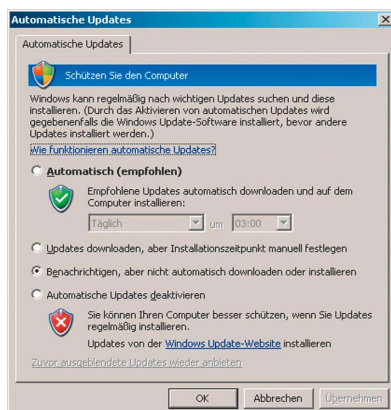 Automatische Updates
Automatische Updates
Schützen Sie den Computer
Windows kann regelmäßig nach wichtigen Updates suchen und diese
installieren. (Durch das Aktivieren von automatischen Updates wird
gegebenenfalls die Windows Update-Software installiert, bevor andere
Updates installiert werden.)
Wie funktionieren automatische Updates?
Automatisch (empfohlen)
Empfohlene Updates automatisch downloaden und auf dem
Computer installieren:
Täglich um 03:00
Updates downloaden, aber Installationszeitpunkt manuell festlegen
Benachrichtigen, aber nicht automatisch downloaden oder installieren
Automatische Updates deaktivieren
Sie können Ihren Computer besser schützen, wenn Sie Updates
regelmäßig installieren.
Updates von der Windows Update-Website installieren
Zuvor ausgeblendete Updates wieder anbieten
OK Abbrechen Übernehmen